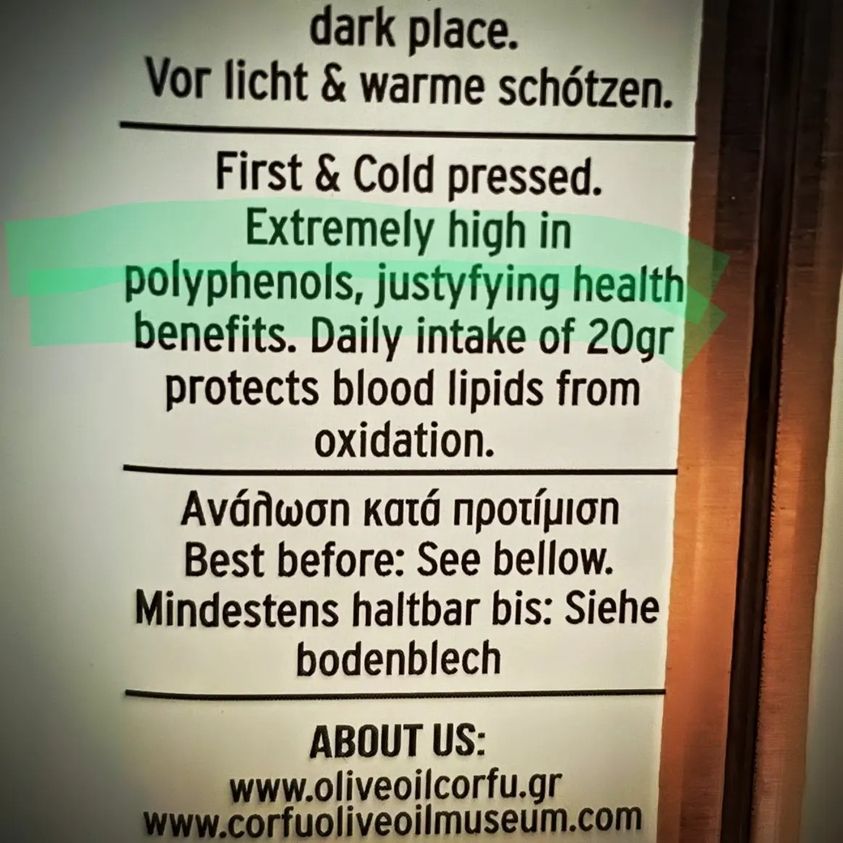 dark place.
Vor licht & warme schótzen.
First & Cold pressed.
Extremely high in
polyphenols, justyfying health
benefits. Daily intake of 20gr
protects blood lipids from
oxidation.
Ανάλωση κατά προτίμιση
Best before: See bellow.
Mindestens haltbar bis: Siehe
bodenblech
ABOUT US:
www.oliveoilcorfu.gr
www.corfuoliveoilmuseum.com